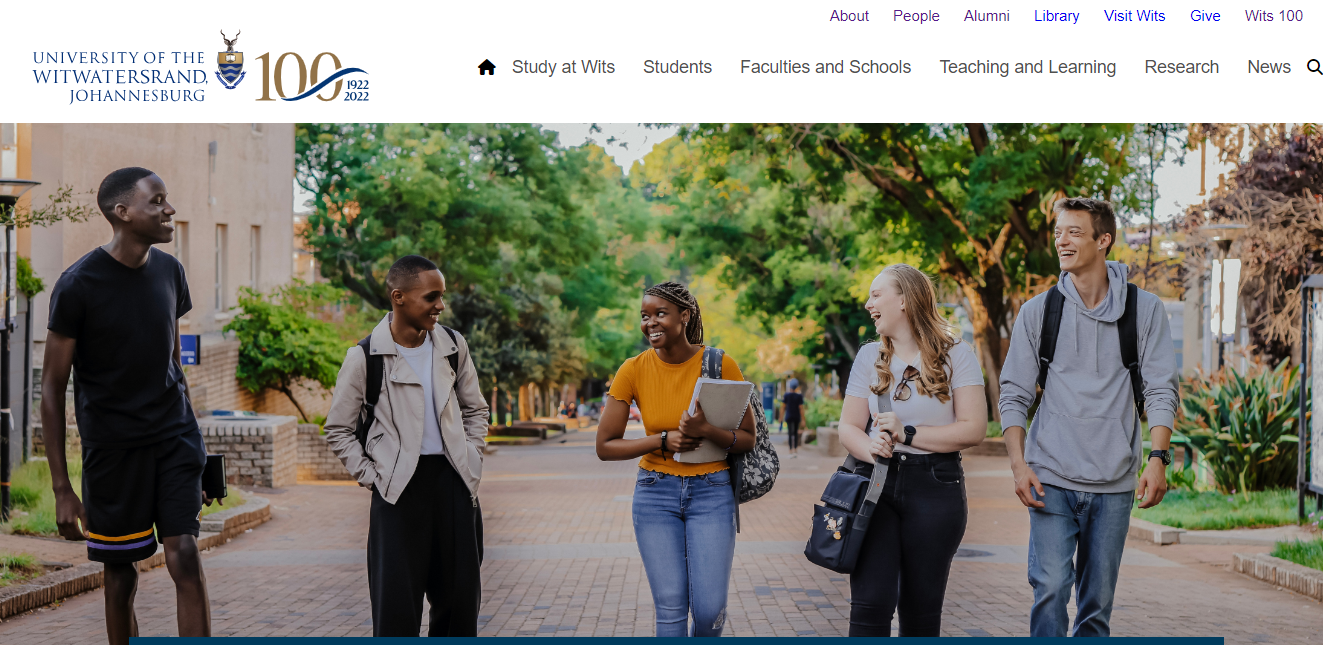 About People Alumni Library Visit Wits Give Wits 100
UNIVERSITY OF THE
WITWATERSRAND,
JOHANNESBURG
100
1922
2022
Study at Wits Students Faculties and Schools Teaching and Learning Research News